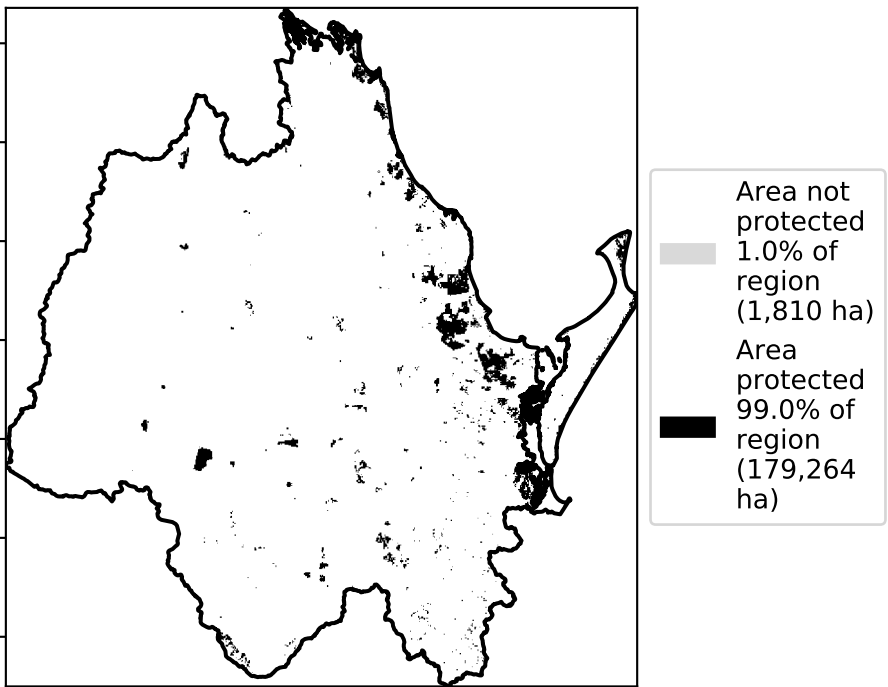 Area not
protected
1.0% of
region
(1,810 ha)
Area
protected
99.0% of
region
(179,264
ha)